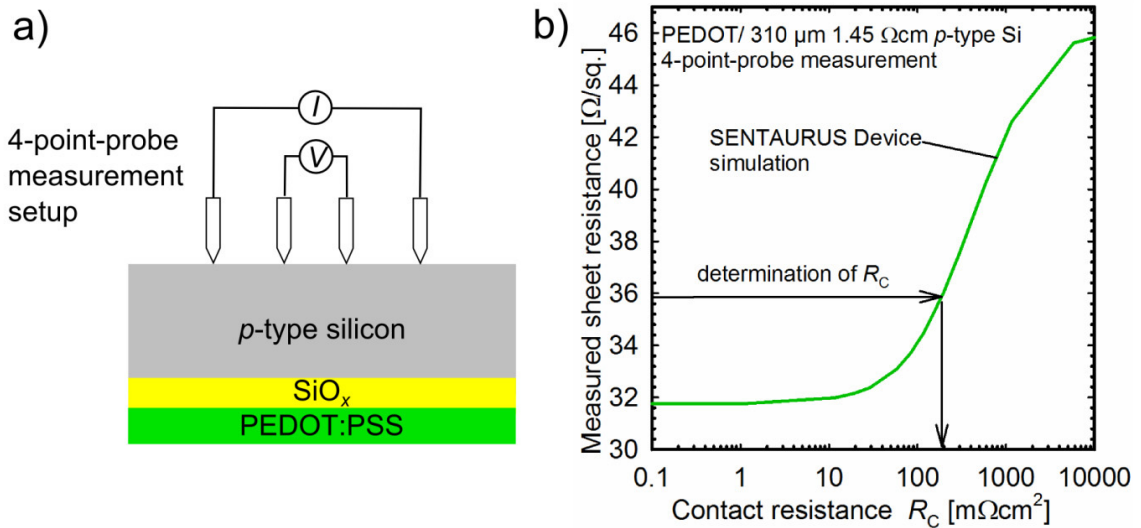 a)
4-point-probe
measurement
setup
I
V
p-type silicon
SiOₓ
PEDOT:PSS
b)
Measured sheet resistance [Ω/sq.]
46
44
42
40
38
36
34
32
30
PEDOT/ 310 µm 1.45 Ωcm p-type Si
4-point-probe measurement
SENTAURUS Device
simulation
determination of R_C
0.1 1 10 100 1000 10000
Contact resistance R_C [mΩcm²]